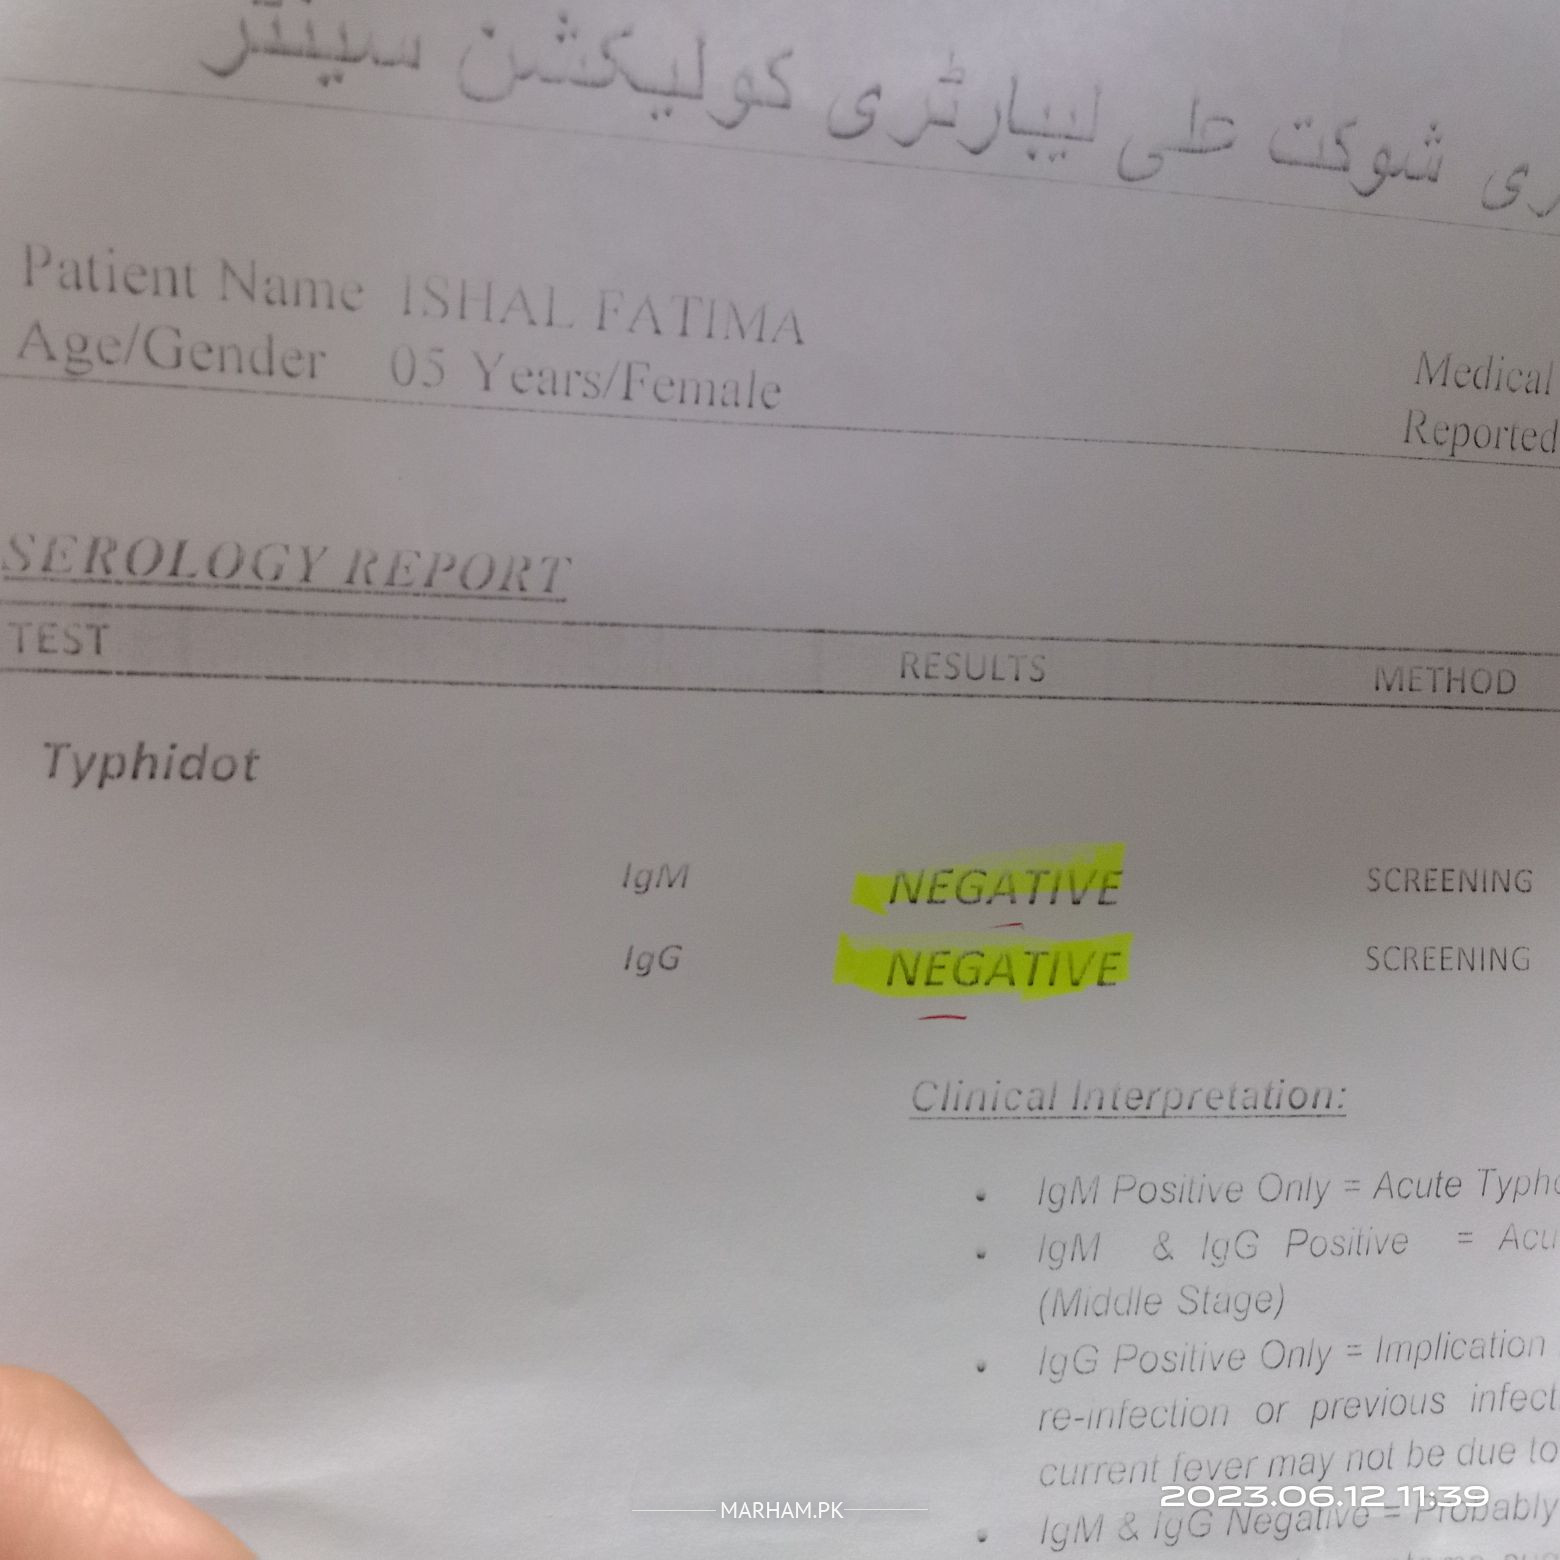 ری شوکت علی لیبارٹری کولیکشن سینٹر
Patient Name ISHAL FATIMA
Age/Gender 05 Years/Female
Medical
Reported
SEROLOGY REPORT
TEST RESULTS METHOD
Typhidot
IgM NEGATIVE SCREENING
IgG NEGATIVE SCREENING
Clinical Interpretation:
• IgM Positive Only = Acute Typho
• IgM & IgG Positive = Acu
(Middle Stage)
• IgG Positive Only = Implication
re-infection or previous infect
current fever may not be due to
2023.06.12 11:39
• IgM & IgG Negative = Probably
MARHAM.PK